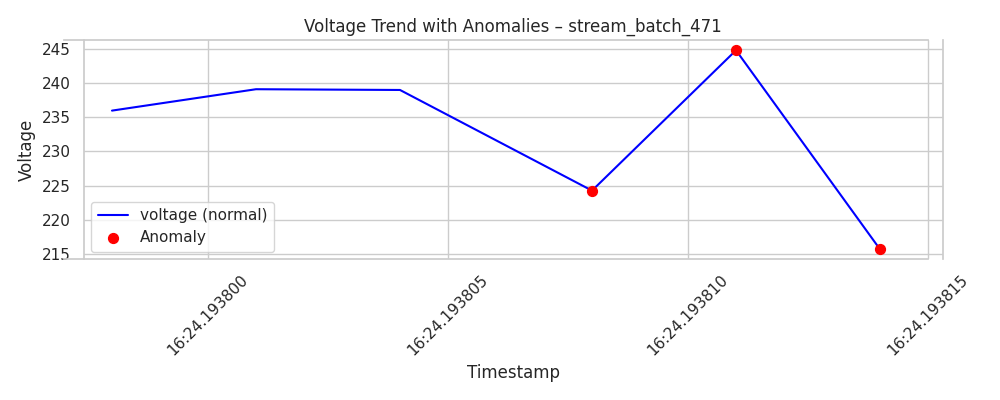 Voltage Trend with Anomalies – stream_batch_471
Voltage
245
240
235
230
225
220
215
voltage (normal)
Anomaly
16:24.193800
16:24.193805
16:24.193810
16:24.193815
Timestamp